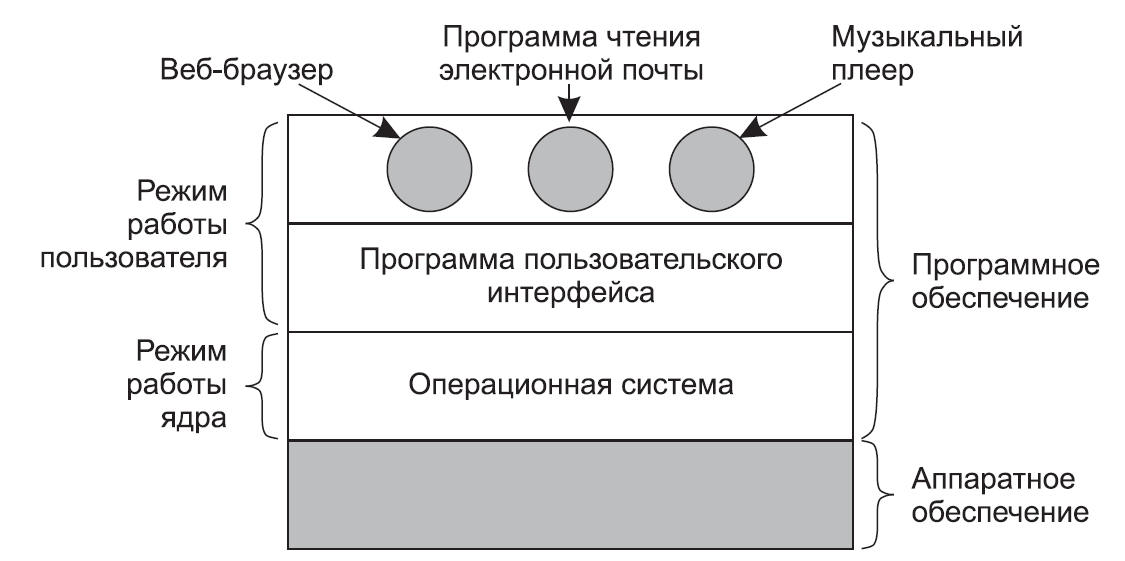 Веб-браузер
Программа чтения
электронной почты
Музыкальный
плеер
Режим
работы
пользователя
Программа пользовательского
интерфейса
Программное
обеспечение
Режим
работы
ядра
Операционная система
Аппаратное
обеспечение